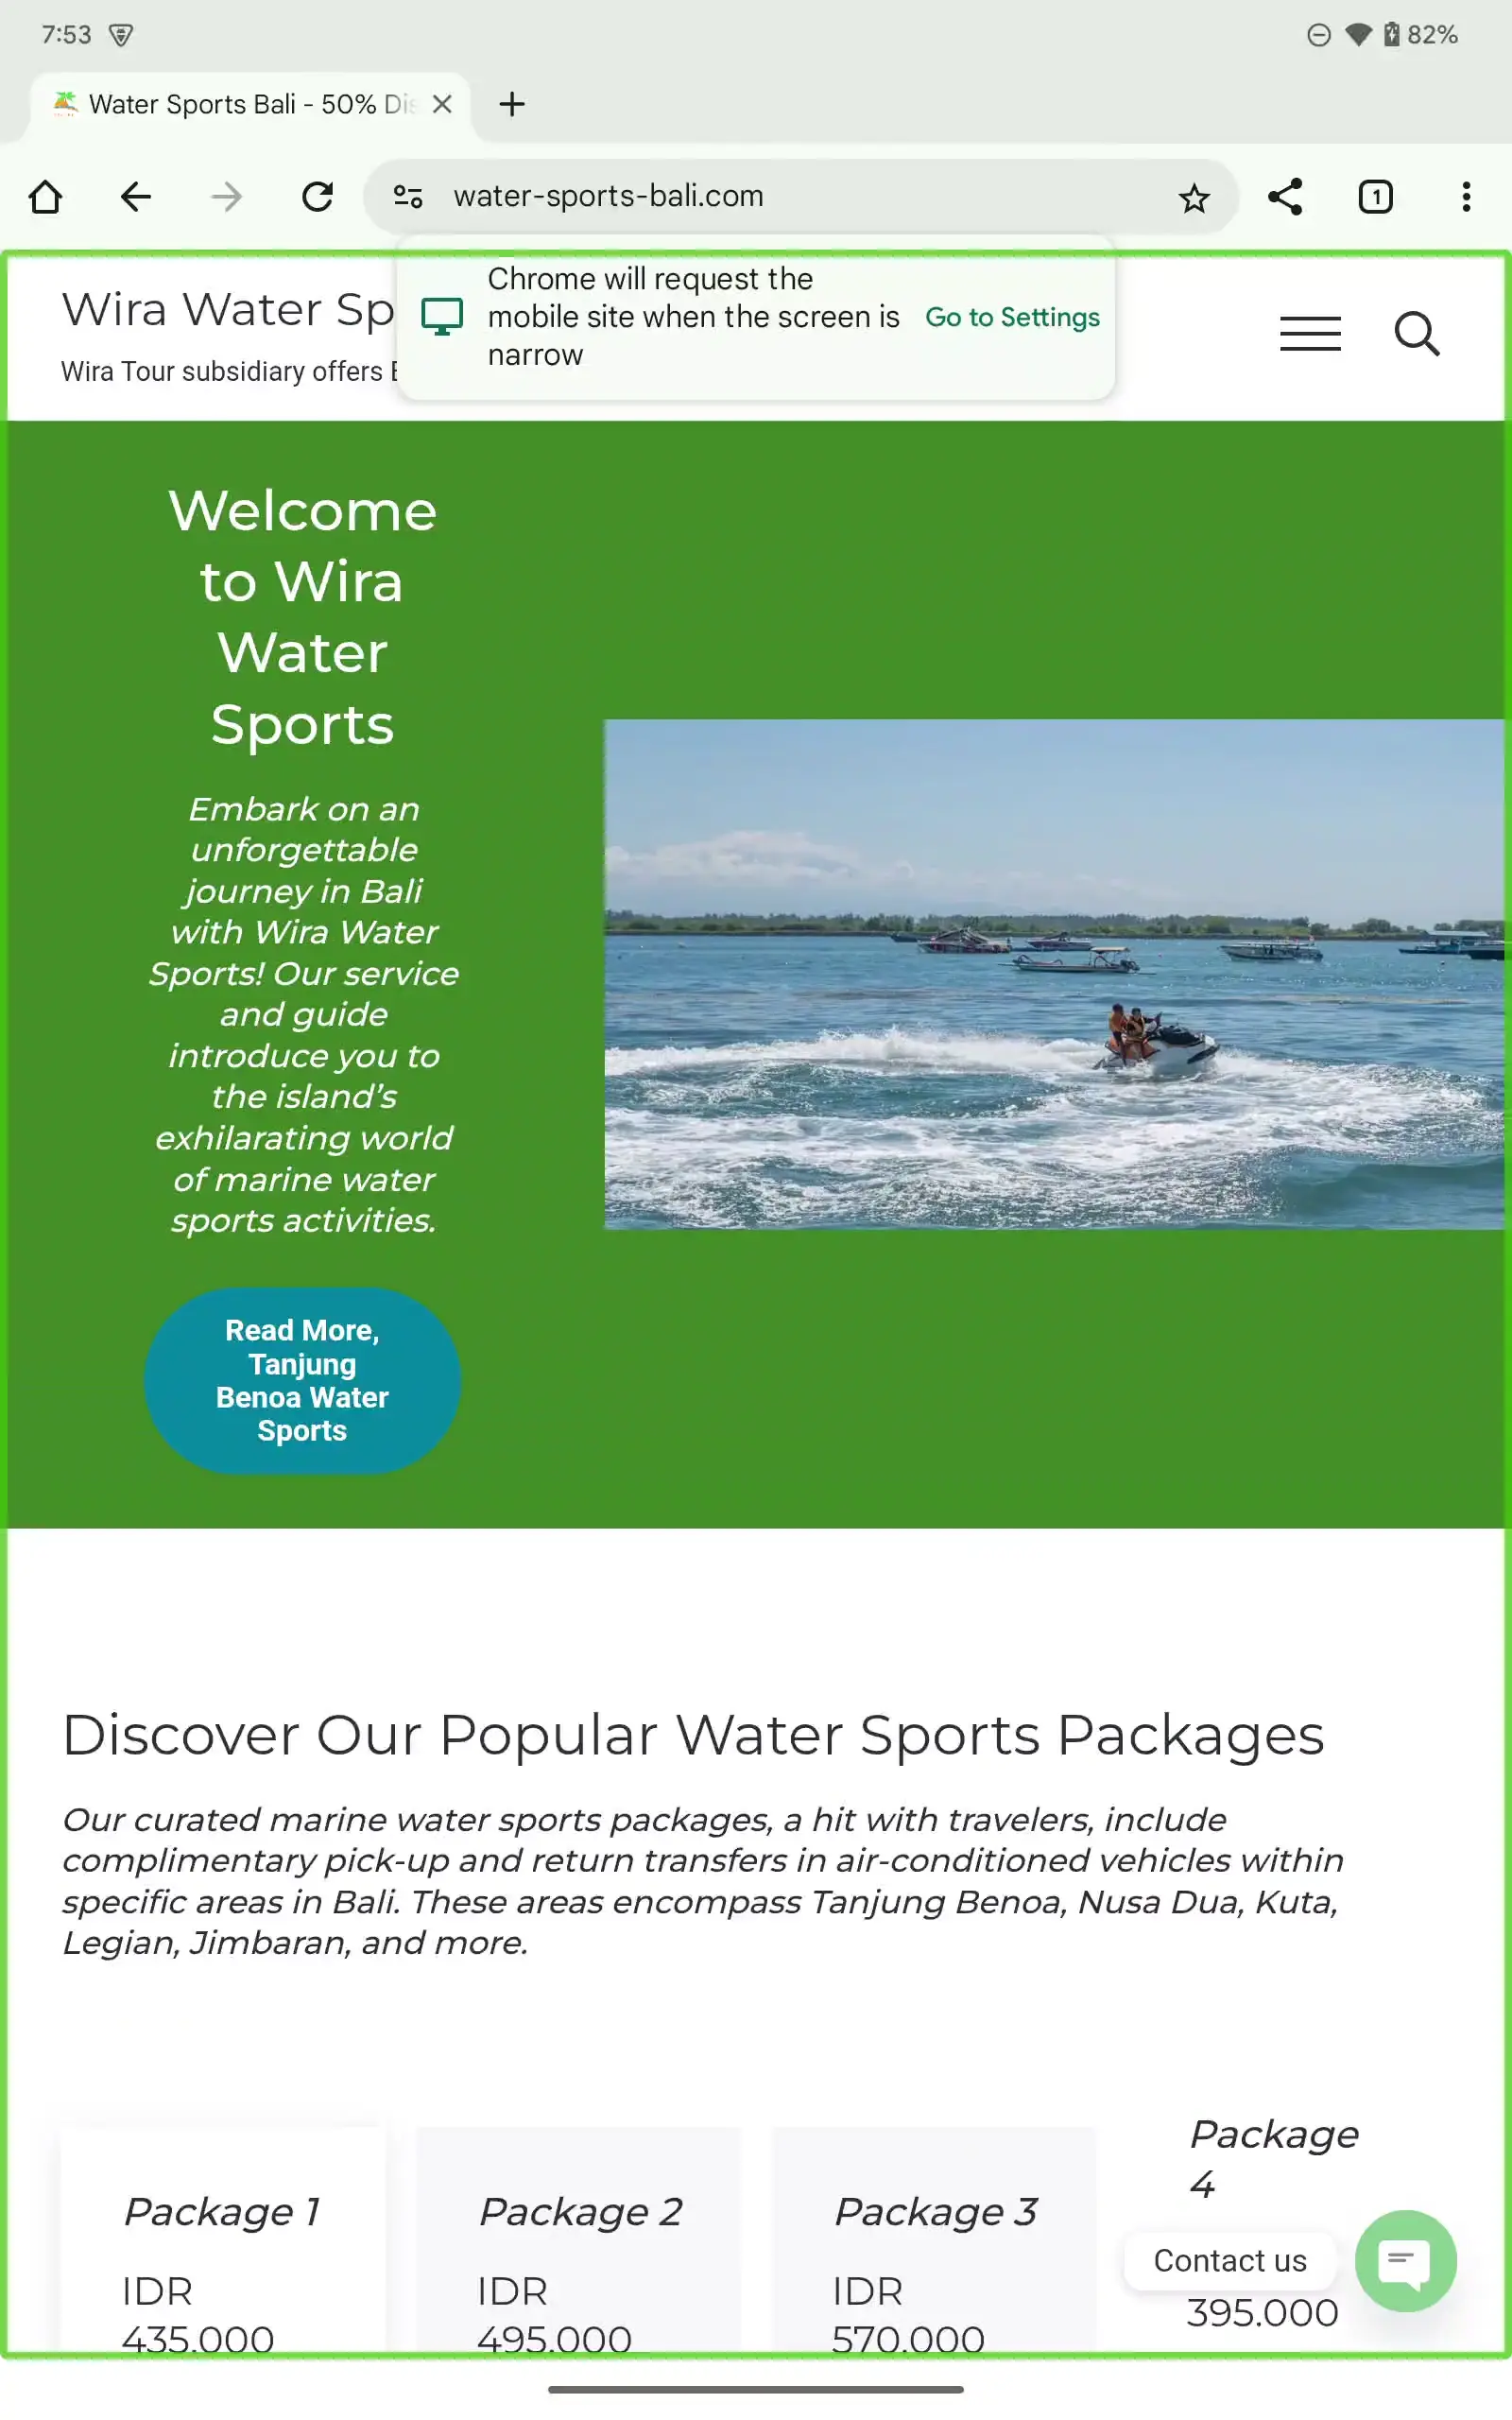 7:53
82%
Water Sports Bali - 50% Dis
water-sports-bali.com
1
Chrome will request the
mobile site when the screen is
narrow
Go to Settings
Wira Water Sp
Wira Tour subsidiary offers
Welcome
to Wira
Water
Sports
Embark on an
unforgettable
journey in Bali
with Wira Water
Sports! Our service
and guide
introduce you to
the island’s
exhilarating world
of marine water
sports activities.
Read More,
Tanjung
Benoa Water
Sports
Discover Our Popular Water Sports Packages
Our curated marine water sports packages, a hit with travelers, include
complimentary pick-up and return transfers in air-conditioned vehicles within
specific areas in Bali. These areas encompass Tanjung Benoa, Nusa Dua, Kuta,
Legian, Jimbaran, and more.
Package 1
IDR
435.000
Package 2
IDR
495.000
Package 3
IDR
570.000
Package
4
Contact us
395.000